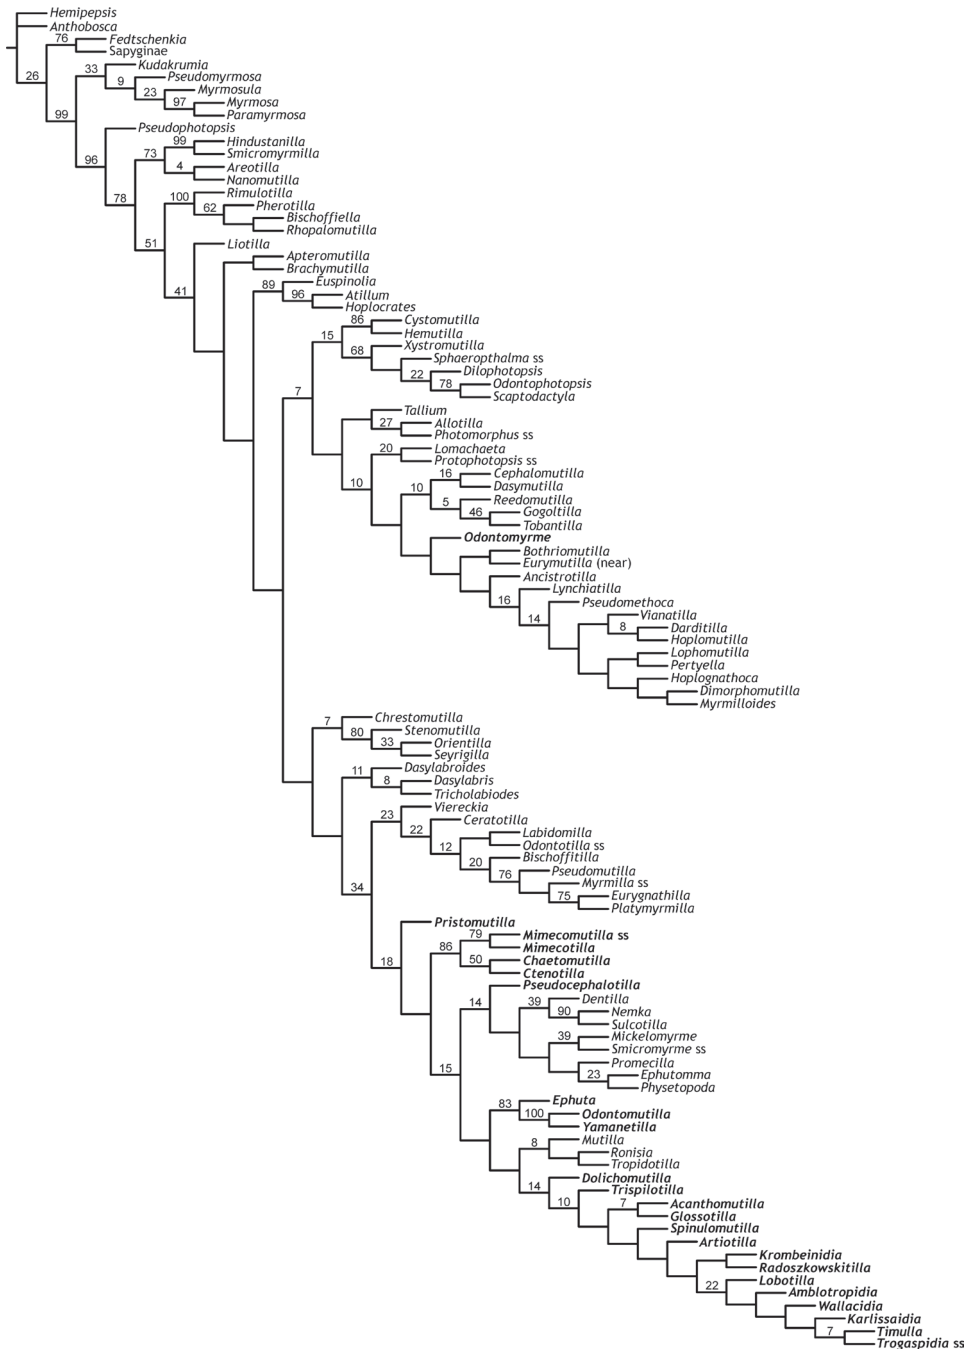 Hemipepsis
Anthobosca
76 Fedtschenkia
Sapyginae
33 Kudakrumia
26 9 Pseudomyrmosa
23 Myrmosula
97 Myrmosa
99 Paramyrmosa
Pseudophotopsis
99 Hindustanilla
96 73 Smicromyrmilla
4 Areotilla
Nanomutilla
78 100 Rimulotilla
62 Pherotilla
Bischoffiella
Rhopalomutilla
51 Liotilla
Apteromutilla
Brachymutilla
41 89 Euspinolia
96 Atillum
Hoplocrates
86 Cystomutilla
15 Hemutilla
68 Xystromutilla
Sphaeropthalma ss
22 Dilophotopsis
7 78 Odontophotopsis
Scaptodactyla
Tallium
27 Allotilla
Photomorphus ss
20 Lomachaeta
Protophotopsis ss
16 Cephalomutilla
10 10 Dasymutilla
5 Reedomutilla
46 Gogoltilla
Tobantilla
Odontomyrme
Bothriomutilla
Eurymutilla (near)
Ancistrotilla
16 Lynchiatilla
14 Pseudomethoca
Vianatilla
8 Darditilla
Hoplomutilla
Lophomutilla
Pertyella
Hoplognathoca
Dimorphomutilla
Myrmilloides
7 Chrestomutilla
80 Stenomutilla
33 Orientilla
Seyrigilla
11 Dasylabroides
8 Dasylabris
Tricholabiodes
23 Viereckia
22 Ceratotilla
Labidomilla
12 Odontotilla ss
20 Bischoffitilla
76 Pseudomutilla
Myrmilla ss
34 75 Eurygnathilla
Platymyrmilla
Pristomutilla
79 Mimecomutilla ss
86 Mimecotilla
18 50 Chaetomutilla
Ctenotilla
Pseudocephalotilla
14 39 Dentilla
90 Nemka
Sulcotilla
39 Mickelomyrme
Smicromyrme ss
15 Promecilla
23 Ephutomma
Physetopoda
83 Ephuta
100 Odontomutilla
Yamanetilla
8 Mutilla
Ronisia
Tropidotilla
14 Dolichomutilla
10 Trispilotilla
7 Acanthomutilla
Glossotilla
Spinulomutilla
Artiotilla
Krombeinidia
Radoszkowskitilla
22 Lobotilla
Amblotropidia
Wallacidia
Karlissaidia
7 Timulla
Trogaspidia ss